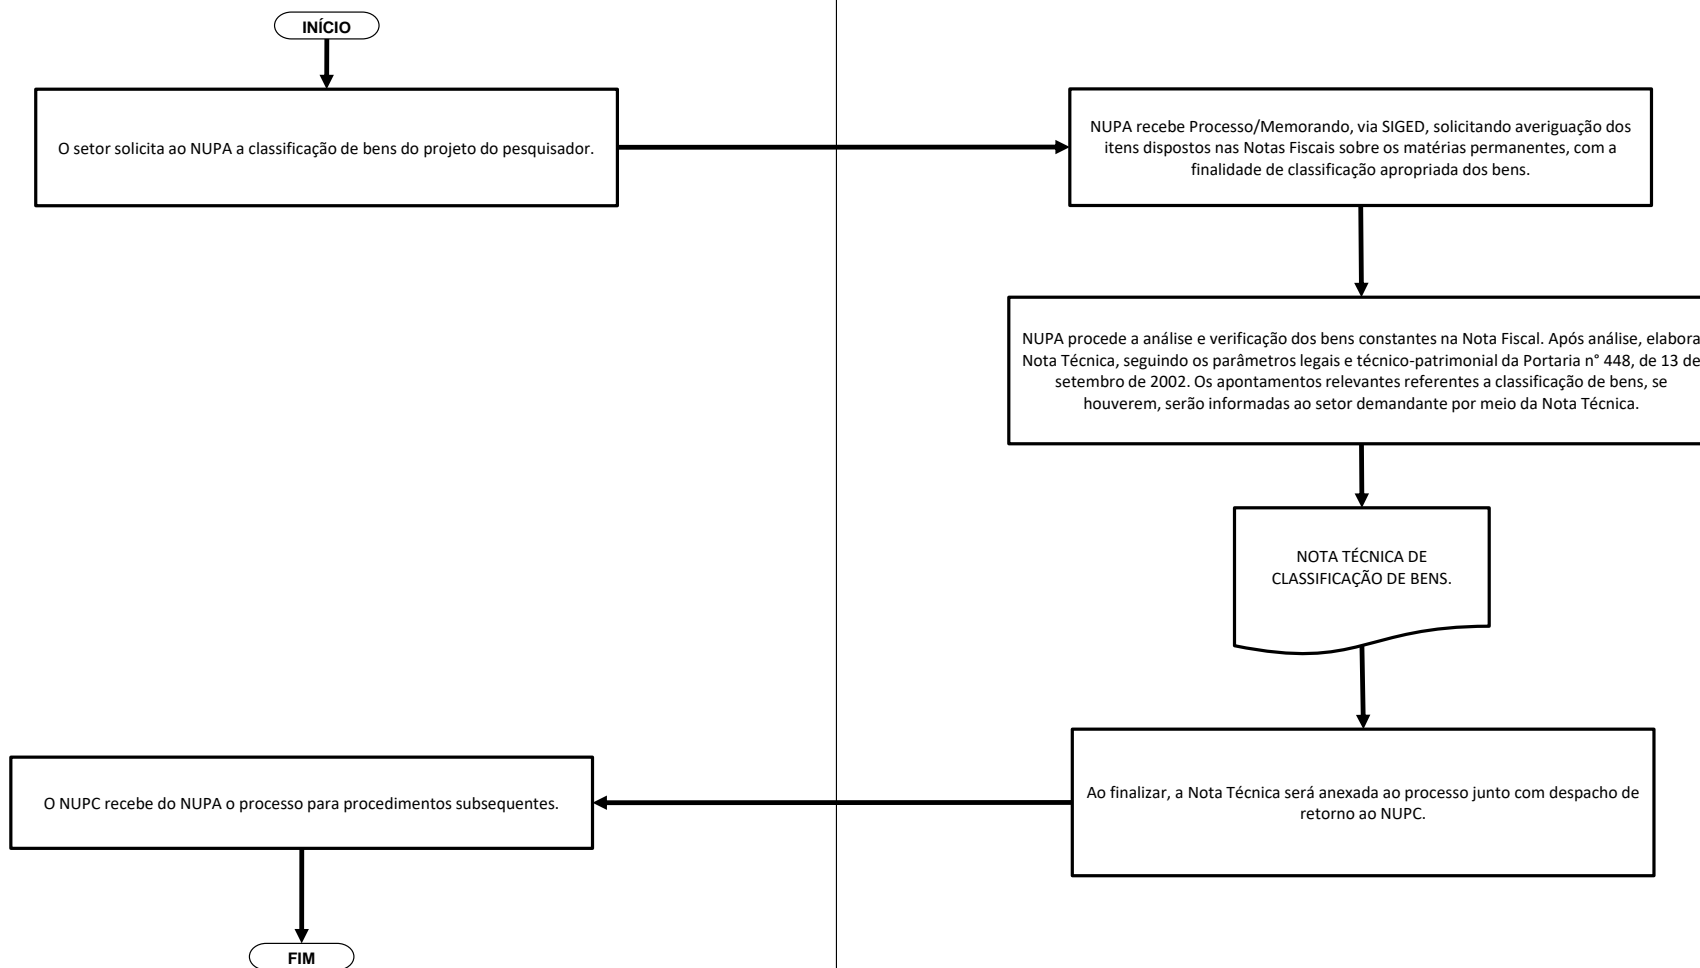 INÍCIO
O setor solicita ao NUPA a classificação de bens do projeto do pesquisador.
NUPA recebe Processo/Memorando, via SIGED, solicitando averiguação dos
itens dispostos nas Notas Fiscais sobre os matérias permanentes, com a
finalidade de classificação apropriada dos bens.
NUPA procede a análise e verificação dos bens constantes na Nota Fiscal. Após análise, elabora
Nota Técnica, seguindo os parâmetros legais e técnico-patrimonial da Portaria n° 448, de 13 de
setembro de 2002. Os apontamentos relevantes referentes a classificação de bens, se
houverem, serão informadas ao setor demandante por meio da Nota Técnica.
NOTA TÉCNICA DE
CLASSIFICAÇÃO DE BENS.
Ao finalizar, a Nota Técnica será anexada ao processo junto com despacho de
retorno ao NUPC.
O NUPC recebe do NUPA o processo para procedimentos subsequentes.
FIM